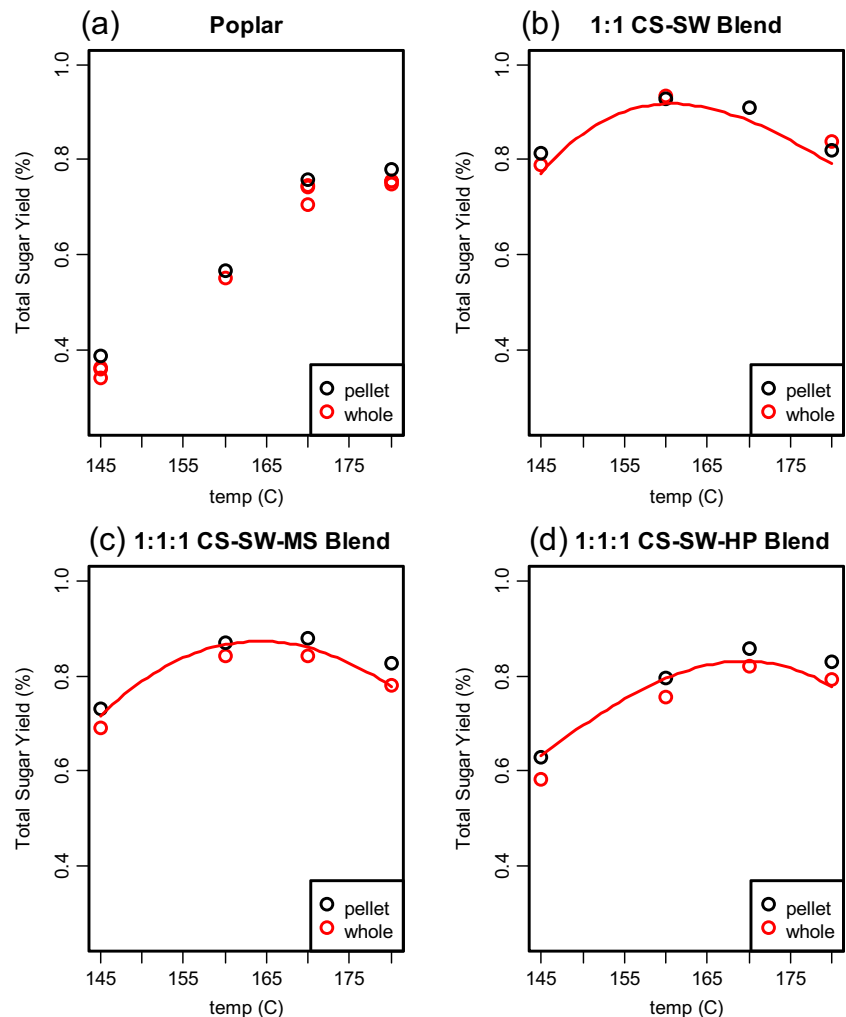 (a) Poplar
Total Sugar Yield (%)
1.0
0.8
0.6
0.4
pellet
whole
145 155 165 175
temp (C)
(b) 1:1 CS-SW Blend
Total Sugar Yield (%)
1.0
0.8
0.6
0.4
pellet
whole
145 155 165 175
temp (C)
(c) 1:1:1 CS-SW-MS Blend
Total Sugar Yield (%)
1.0
0.8
0.6
0.4
pellet
whole
145 155 165 175
temp (C)
(d) 1:1:1 CS-SW-HP Blend
Total Sugar Yield (%)
1.0
0.8
0.6
0.4
pellet
whole
145 155 165 175
temp (C)